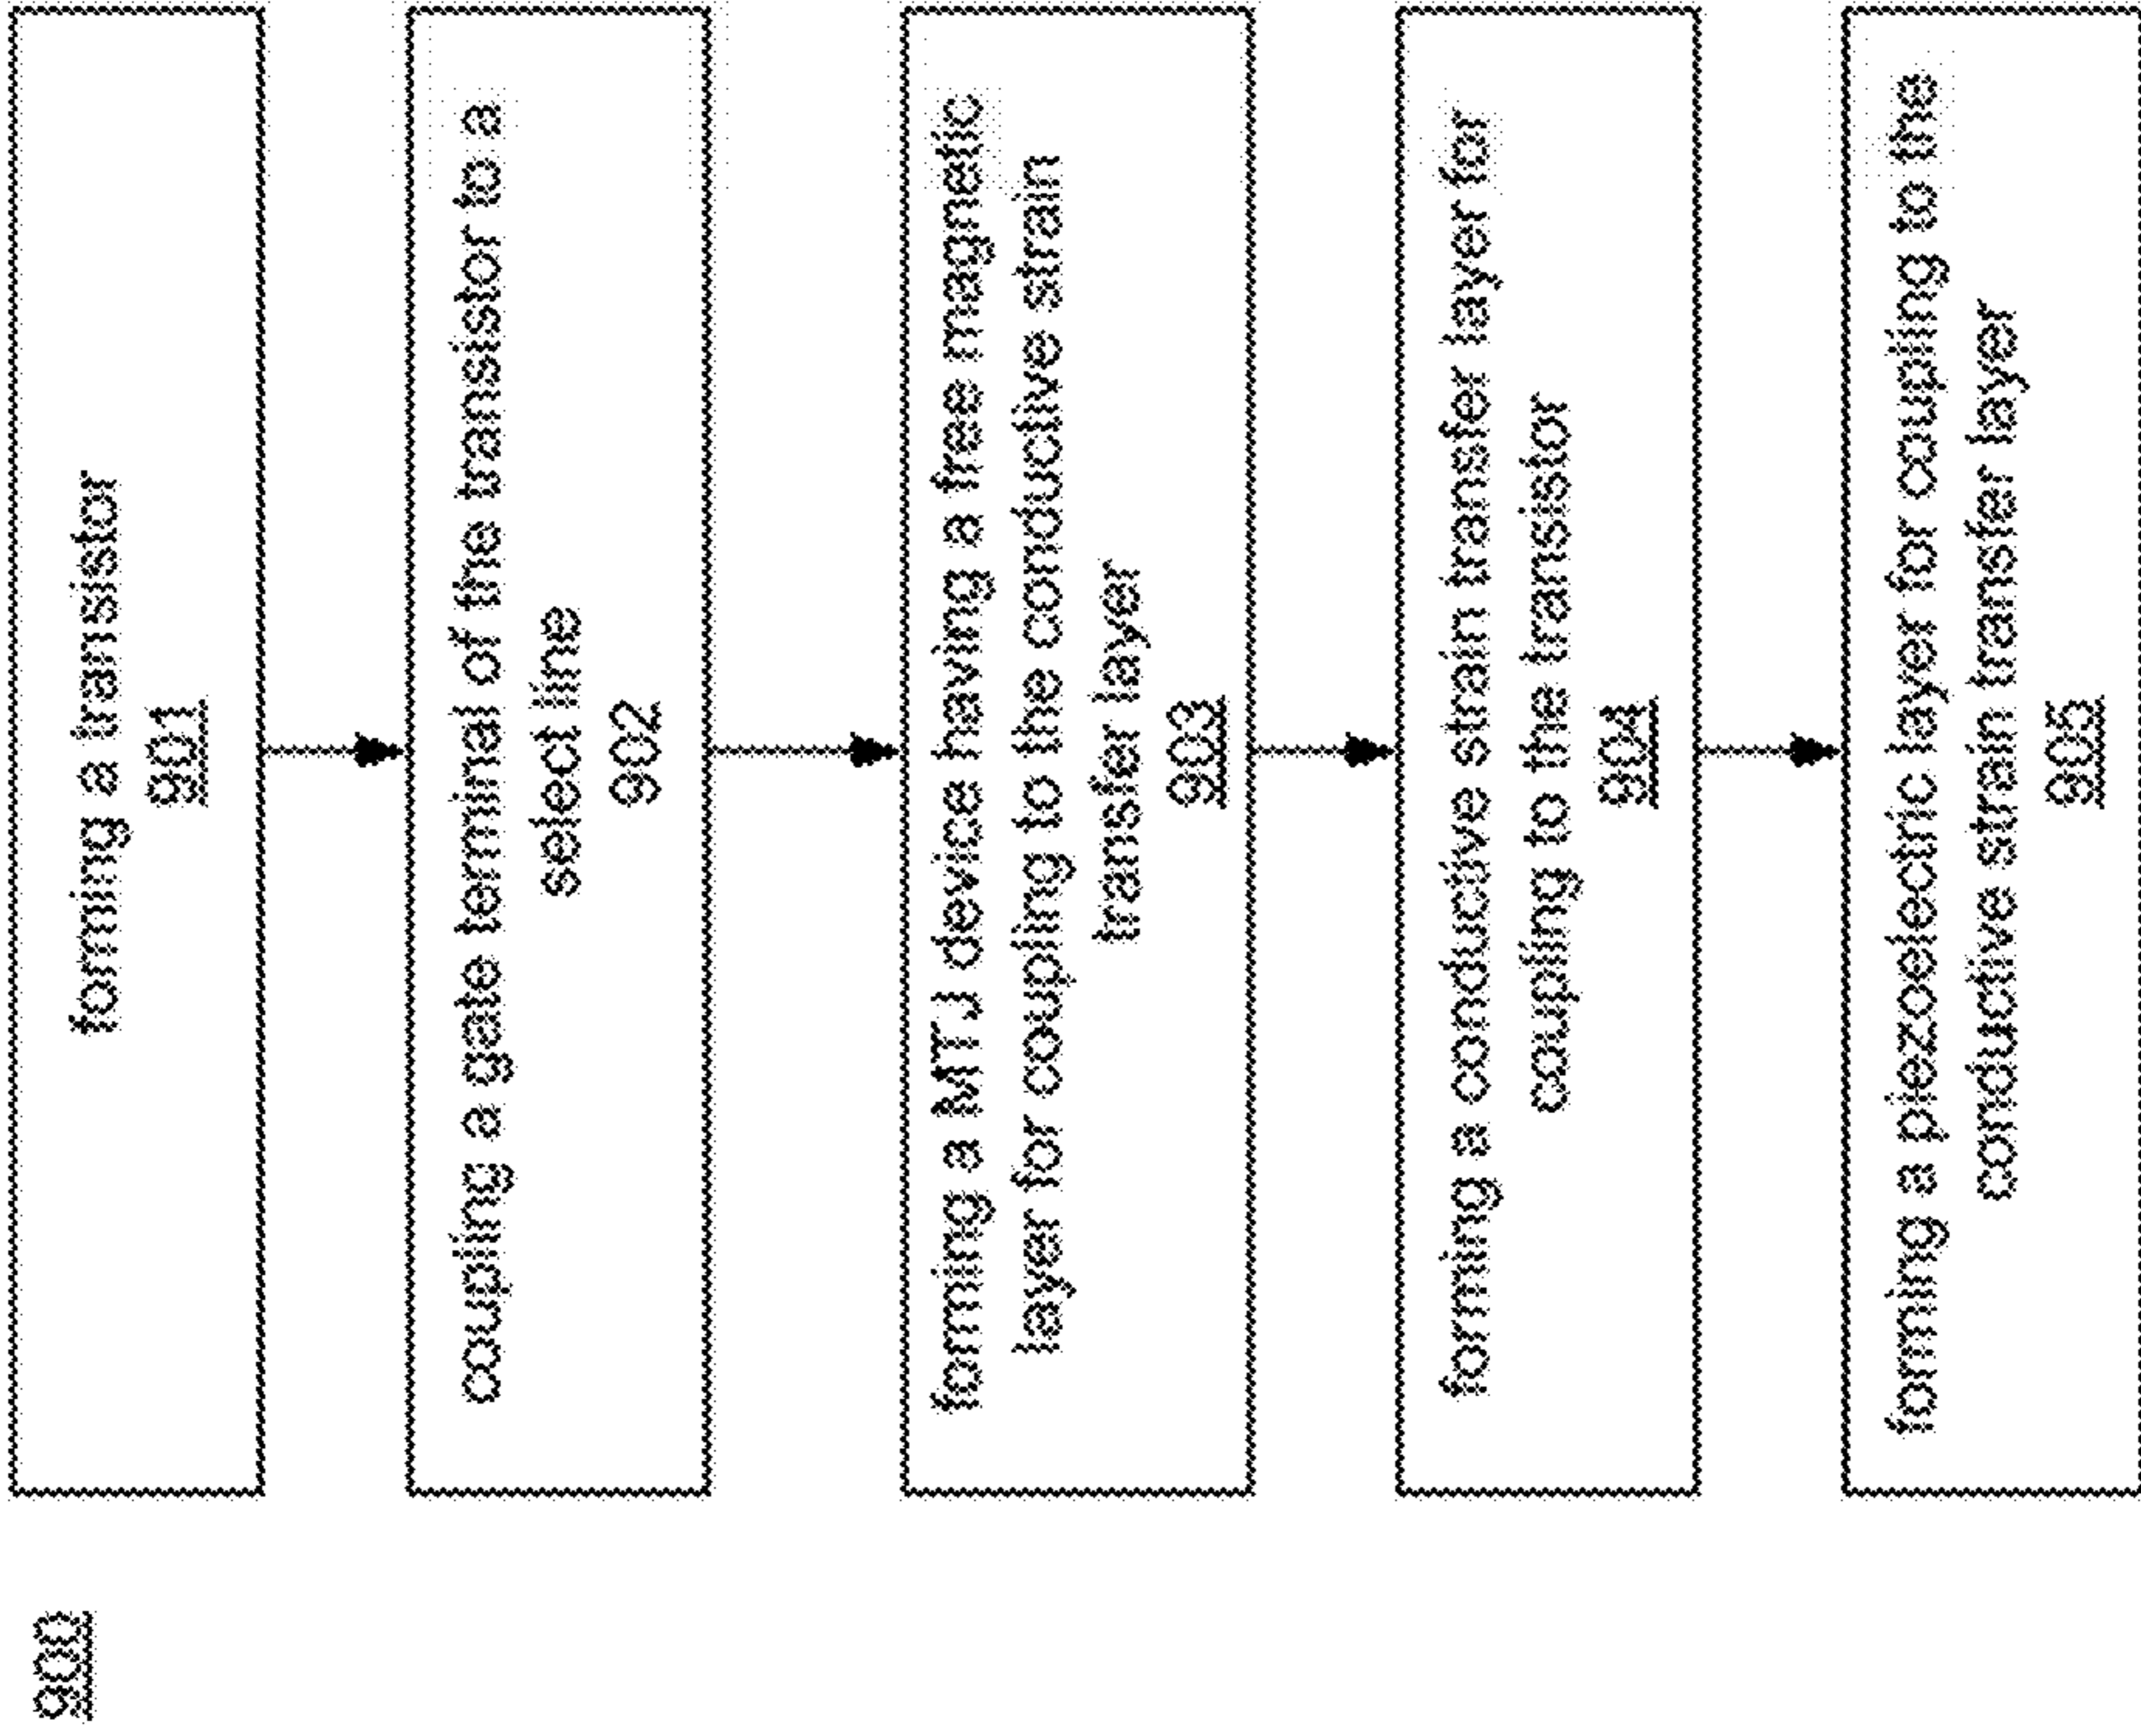 900
forming a transistor
901
coupling a gate terminal of the transistor to a
select line
902
forming a MTJ device having a free magnetic
layer for coupling to the conductive strain
transfer layer
903
forming a conductive strain transfer layer for
coupling to the transistor
904
forming a piezoelectric layer for coupling to the
conductive strain transfer layer
905